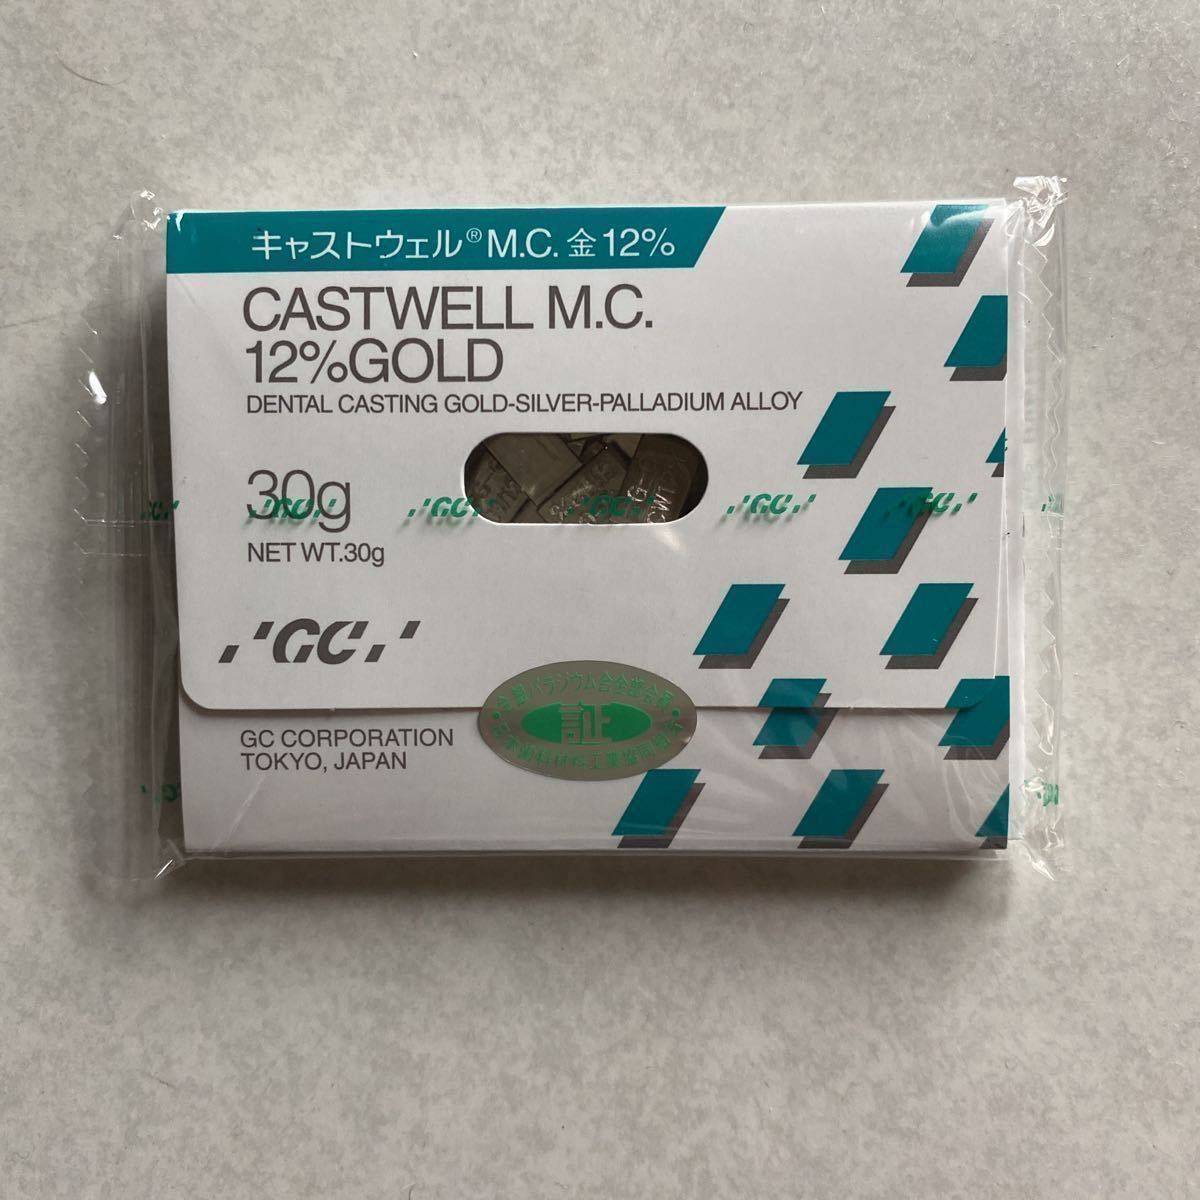 キャストウェル® M.C. 金12%
CASTWELL M.C.
12%GOLD
DENTAL CASTING GOLD-SILVER-PALLADIUM ALLOY
30g
GC GC GC GC
NET WT.30g
GC
GC CORPORATION
TOKYO, JAPAN
証